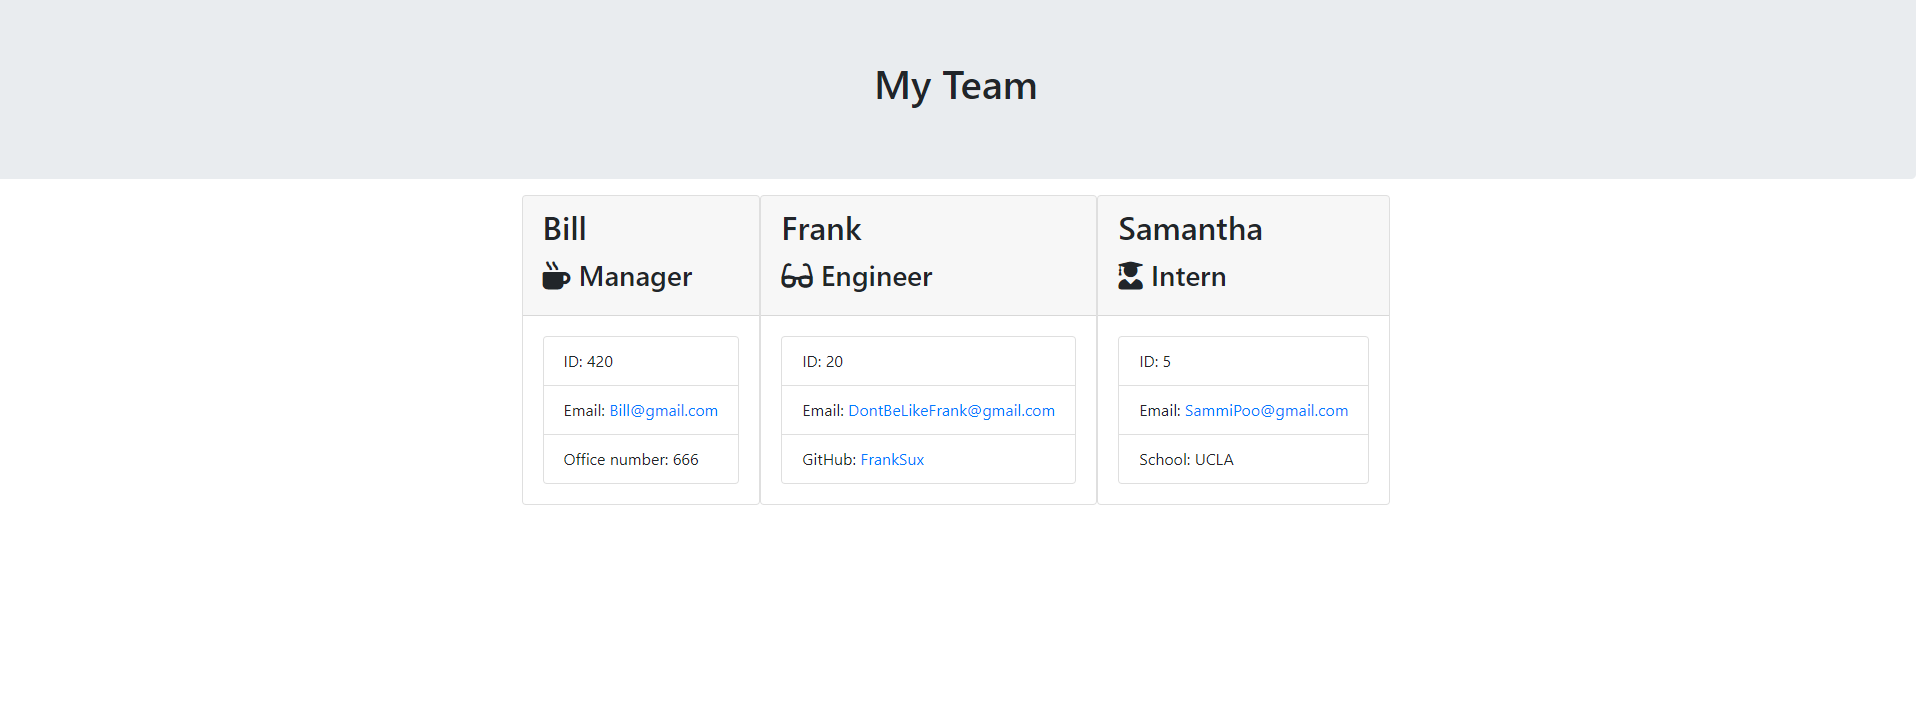 My Team
Bill
Manager
ID: 420
Email: Bill@gmail.com
Office number: 666
Frank
Engineer
ID: 20
Email: DontBeLikeFrank@gmail.com
GitHub: FrankSux
Samantha
Intern
ID: 5
Email: SammiPoo@gmail.com
School: UCLA